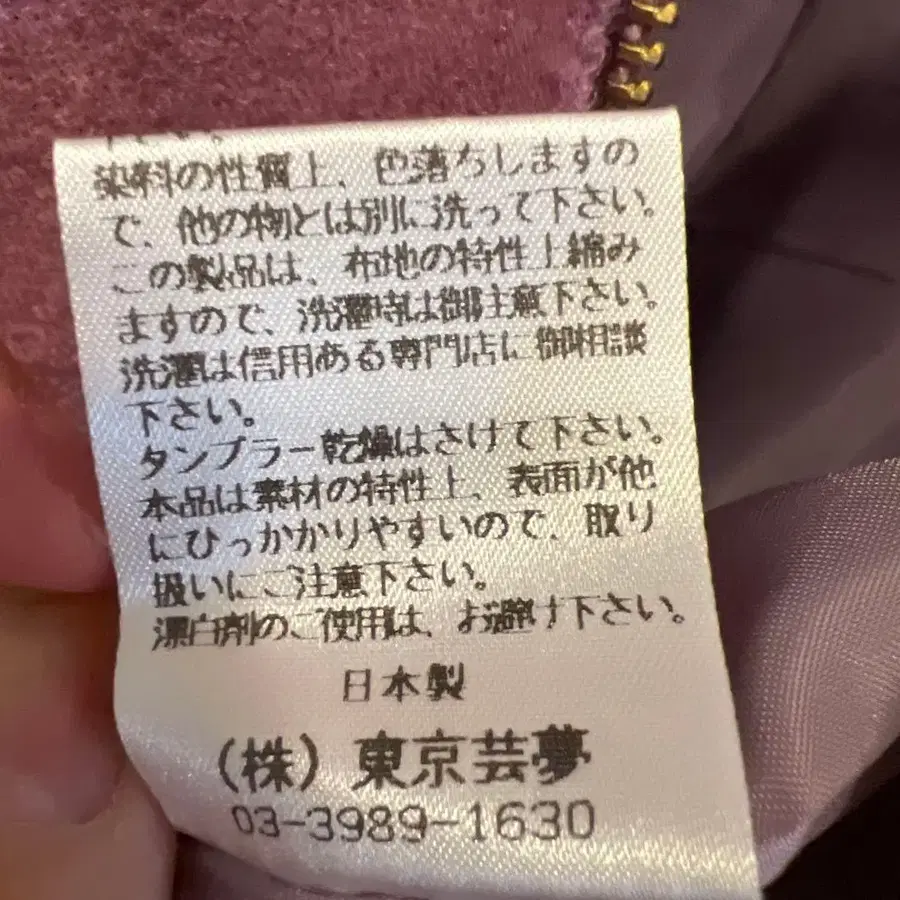 下さい。
染料の性質上、色落ちしますの
で、他の物とは別に洗って下さい。
この製品は、布地の特性上縮み
ますので、洗濯時は御注意下さい。
洗濯は信用ある専門店に御相談
下さい。
タンブラー乾燥はさけて下さい。
本品は素材の特性上、表面が他
にひっかかりやすいので、取り
扱いにご注意下さい。
漂白剤のご使用は、お避け下さい。
日本製
(株)東京芸夢
03-3989-1630